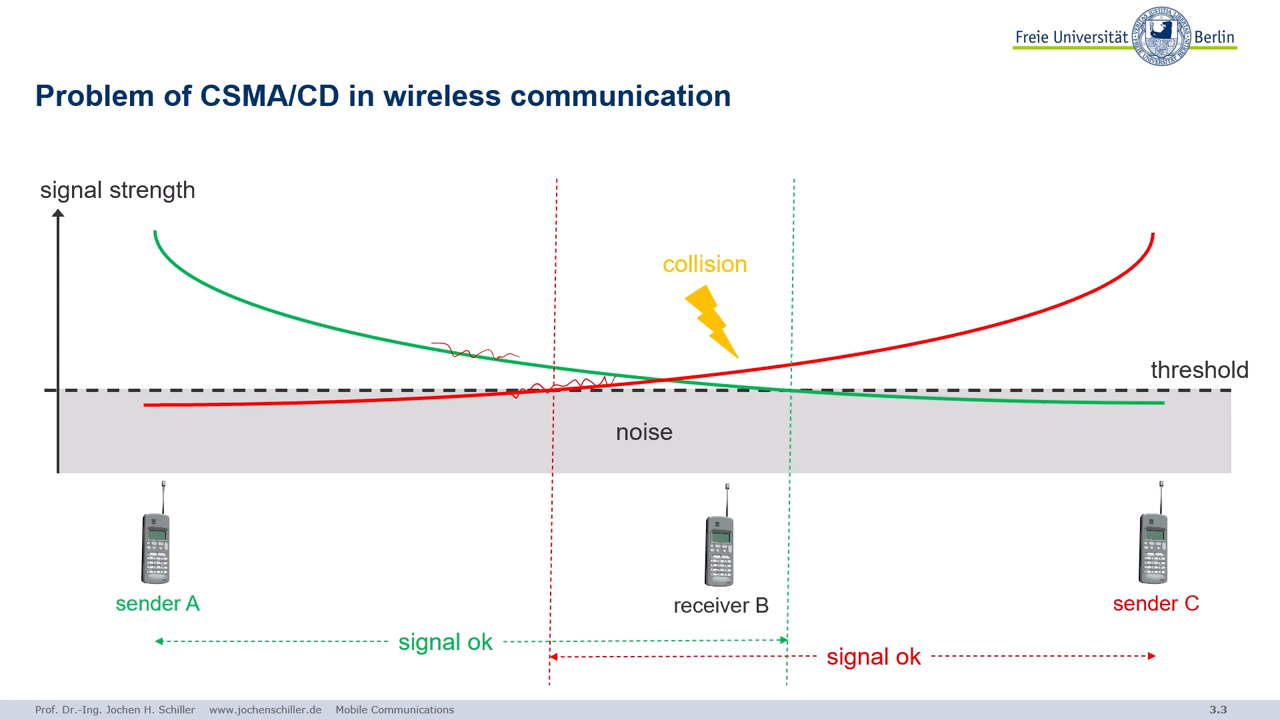 Freie Universität Berlin
Problem of CSMA/CD in wireless communication
signal strength
collision
threshold
noise
sender A
receiver B
sender C
signal ok
signal ok
Prof. Dr.-Ing. Jochen H. Schiller www.jochenschiller.de Mobile Communications 3.3